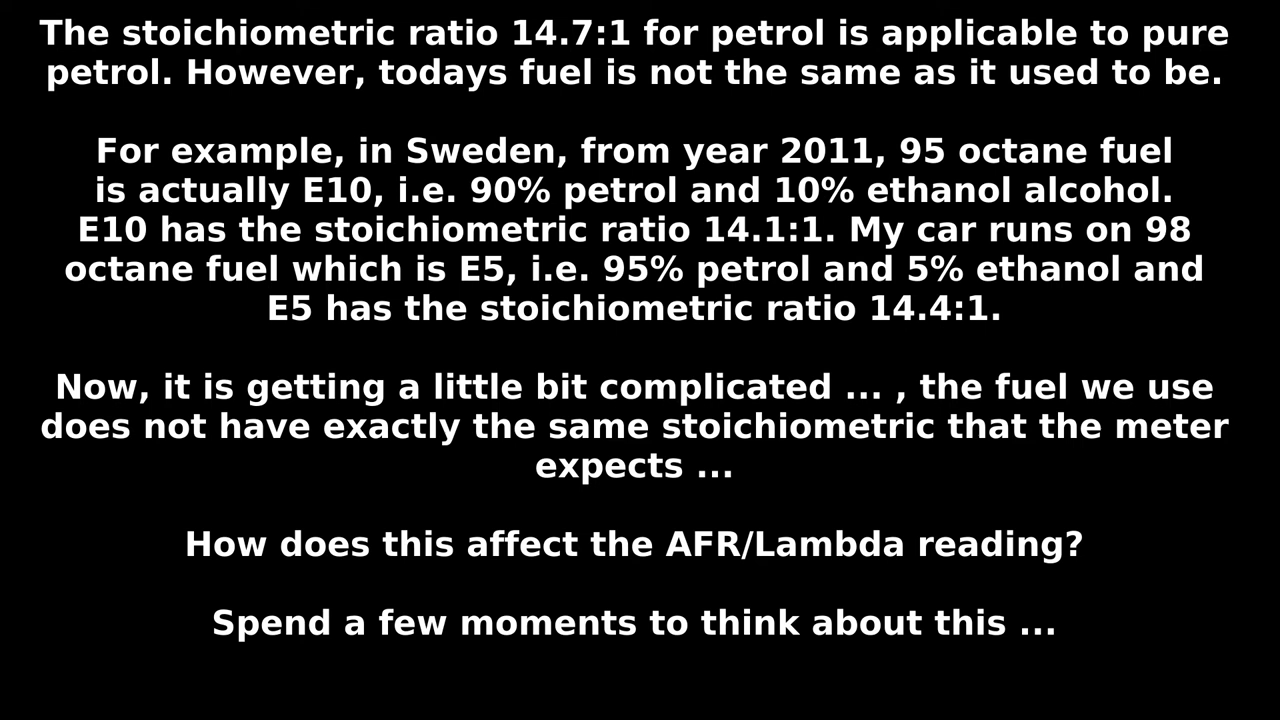 The stoichiometric ratio 14.7:1 for petrol is applicable to pure
petrol. However, todays fuel is not the same as it used to be.
For example, in Sweden, from year 2011, 95 octane fuel
is actually E10, i.e. 90% petrol and 10% ethanol alcohol.
E10 has the stoichiometric ratio 14.1:1. My car runs on 98
octane fuel which is E5, i.e. 95% petrol and 5% ethanol and
E5 has the stoichiometric ratio 14.4:1.
Now, it is getting a little bit complicated ... , the fuel we use
does not have exactly the same stoichiometric that the meter
expects ...
How does this affect the AFR/Lambda reading?
Spend a few moments to think about this ...